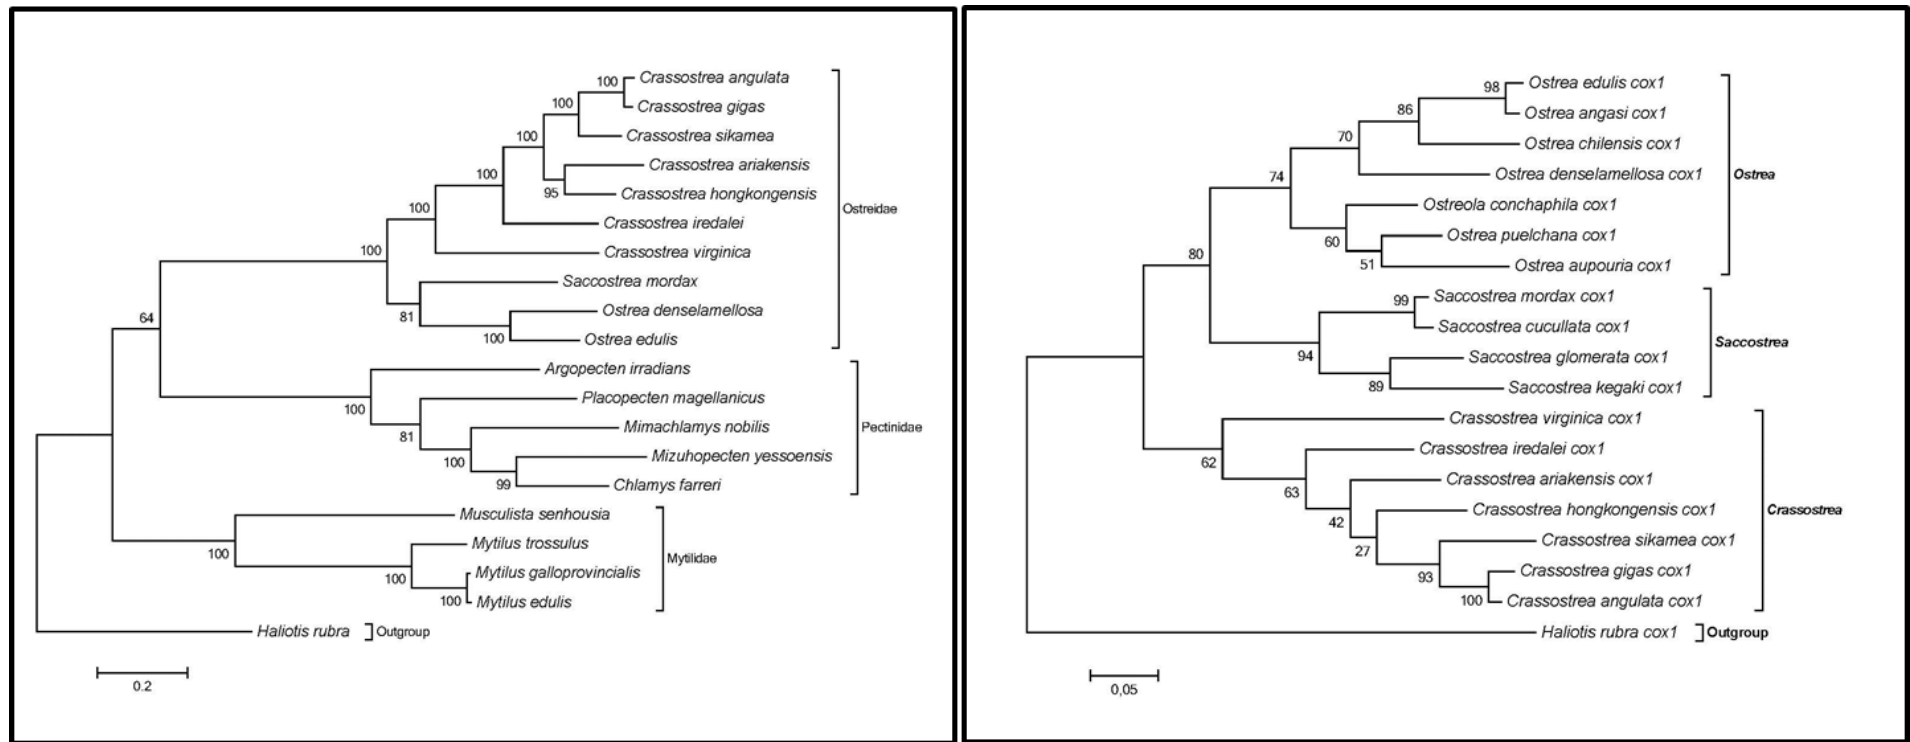 100 Crassostrea angulata
100 Crassostrea gigas
100 Crassostrea sikamea
100 Crassostrea ariakensis
95 Crassostrea hongkongensis
100 Crassostrea iredalei
100 Crassostrea virginica
Saccostrea mordax
81 Ostrea denselamellosa
100 Ostrea edulis
Ostreidae
64
Argopecten irradians
100 Placopecten magellanicus
81 Mimachlamys nobilis
100 Mizuhopecten yessoensis
99 Chlamys farreri
Pectinidae
Musculista senhousia
100 Mytilus trossulus
100 Mytilus galloprovincialis
100 Mytilus edulis
Mytilidae
Haliotis rubra Outgroup
0.2
98 Ostrea edulis cox1
86 Ostrea angasi cox1
70 Ostrea chilensis cox1
74 Ostrea denselamellosa cox1
Ostreola conchaphila cox1
60 Ostrea puelchana cox1
51 Ostrea aupouria cox1
Ostrea
80
99 Saccostrea mordax cox1
Saccostrea cucullata cox1
94 Saccostrea glomerata cox1
89 Saccostrea kegaki cox1
Saccostrea
Crassostrea virginica cox1
62 Crassostrea iredalei cox1
63 Crassostrea ariakensis cox1
42 Crassostrea hongkongensis cox1
27 Crassostrea sikamea cox1
93 Crassostrea gigas cox1
100 Crassostrea angulata cox1
Crassostrea
Haliotis rubra cox1 Outgroup
0,05